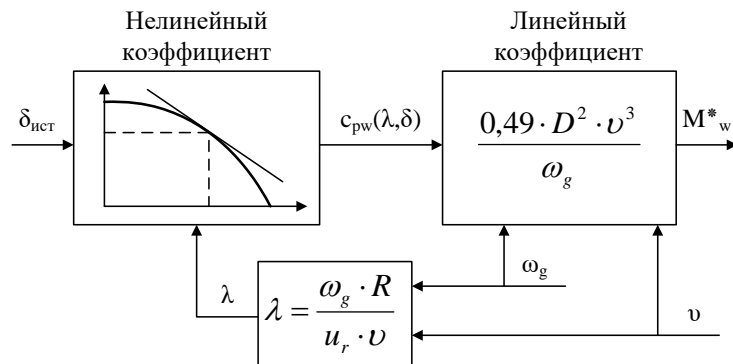 Нелинейный коэффициент
Линейный коэффициент
δист
cpw(λ,δ)
0,49 · D² · υ³ / ωg
M*w
λ
λ = ωg · R / ur · υ
ωg
υ